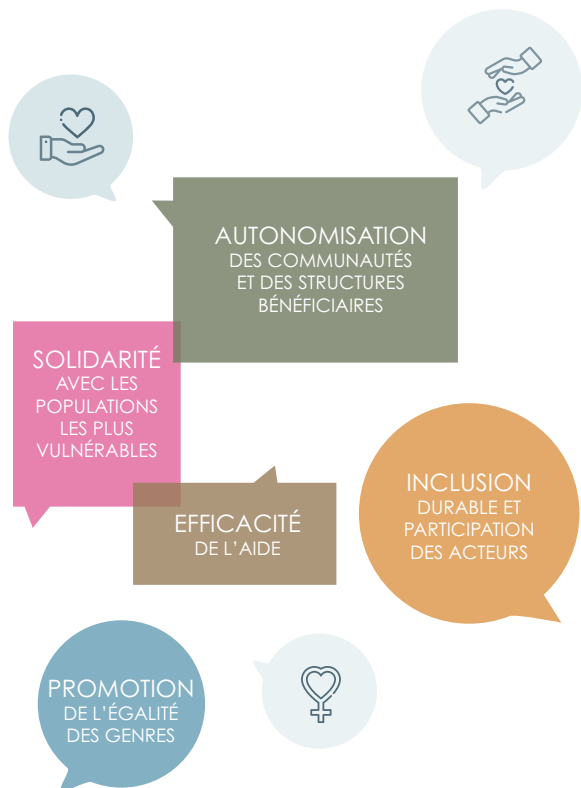 AUTONOMISATION
DES COMMUNAUTÉS
ET DES STRUCTURES
BÉNÉFICIAIRES
SOLIDARITÉ
AVEC LES
POPULATIONS
LES PLUS
VULNÉRABLES
EFFICACITÉ
DE L’AIDE
INCLUSION
DURABLE ET
PARTICIPATION
DES ACTEURS
PROMOTION
DE L’ÉGALITÉ
DES GENRES